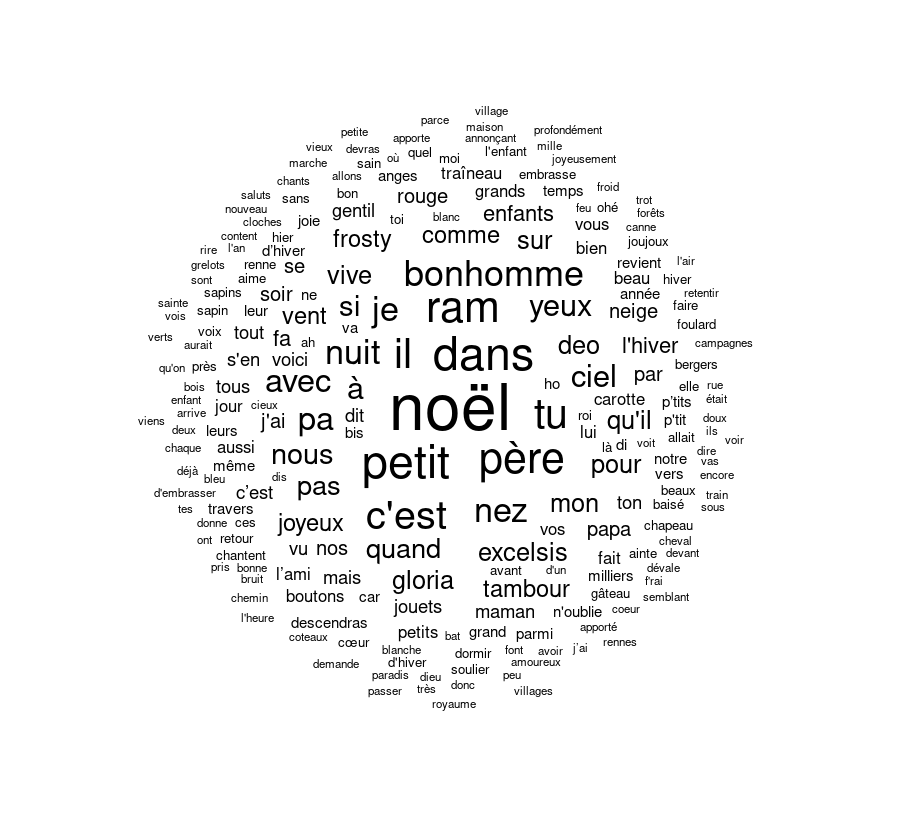 village
parce
maison
petite
profondément
apporte
annonçant
vieux
devras
quel
l'enfant
mille
marche
sain
où
moi
joyeusement
chants
allons
anges
traîneau
embrasse
saluts
sans
bon
rouge
grands
temps
froid
nouveau
gentil
toi
blanc
enfants
feu
ohé
trot
forêts
cloches
joie
vous
canne
content
hier
frosty
comme
sur
bien
joujoux
rire
l'an
d'hiver
grelots
renne
se
vive
bonhomme
revient
l'air
sont
aime
beau
hiver
sapins
soir
ne
si
je
ram
yeux
année
retenir
sainte
sapin
leur
vent
neige
faire
vois
va
foulard
verts
voix
tout
fa
ah
nuit
il
dans
deo
l'hiver
campagnes
aurait
s'en
voici
qu'on
près
ciel
par
bergers
bois
tous
avec
à
ho
elle
rue
enfant
jour
cieux
noël
carotte
p'tits
était
arrive
viens
j'ai
pa
dit
tu
roi
qu'il
p'tit
doux
deux
leurs
bis
lui
allait
ils
voir
chaque
aussi
nous
petit
père
là
di
voit
dire
même
pour
notre
vas
déjà
bleu
dis
vers
encore
d'embrasser
c’est
pas
beaux
train
tes
travers
c'est
nez
mon
ton
baisé
sous
donne
ces
joyeux
vos
papa
chapeau
ont
retour
vu
nos
quand
excelsis
cheval
chantent
fait
ainte
devant
pris
bonne
l’ami
mais
gloria
avant
d'un
milliers
dévale
bruit
tambour
f'rai
chemin
boutons
car
gâteau
semblant
jouets
maman
n'oublie
coeur
l'heure
descendras
petits
bat
grand
parmi
apporté
coteaux
cœur
rennes
blanche
dormir
font
avoir
j’ai
demande
d'hiver
amoureux
paradis
dieu
soulier
peu
passer
très
donc
villages
royaume